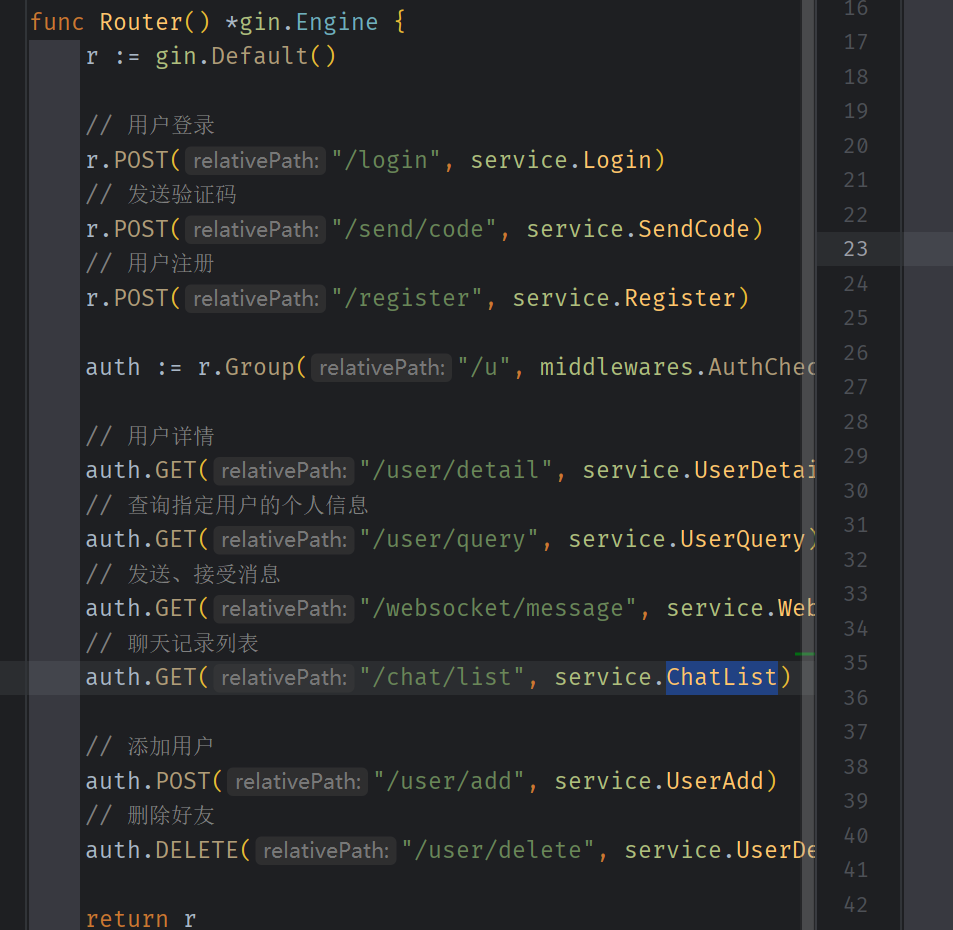 func Router() *gin.Engine {
r := gin.Default()
// 用户登录
r.POST( relativePath: "/login", service.Login)
// 发送验证码
r.POST( relativePath: "/send/code", service.SendCode)
// 用户注册
r.POST( relativePath: "/register", service.Register)
auth := r.Group( relativePath: "/u", middlewares.AuthChec
// 用户详情
auth.GET( relativePath: "/user/detail", service.UserDetai
// 查询指定用户的个人信息
auth.GET( relativePath: "/user/query", service.UserQuery)
// 发送、接受消息
auth.GET( relativePath: "/websocket/message", service.Web
// 聊天记录列表
auth.GET( relativePath: "/chat/list", service.ChatList)
// 添加用户
auth.POST( relativePath: "/user/add", service.UserAdd)
// 删除好友
auth.DELETE( relativePath: "/user/delete", service.UserDe
return r
16
17
18
19
20
21
22
23
24
25
26
27
28
29
30
31
32
33
34
35
36
37
38
39
40
41
42